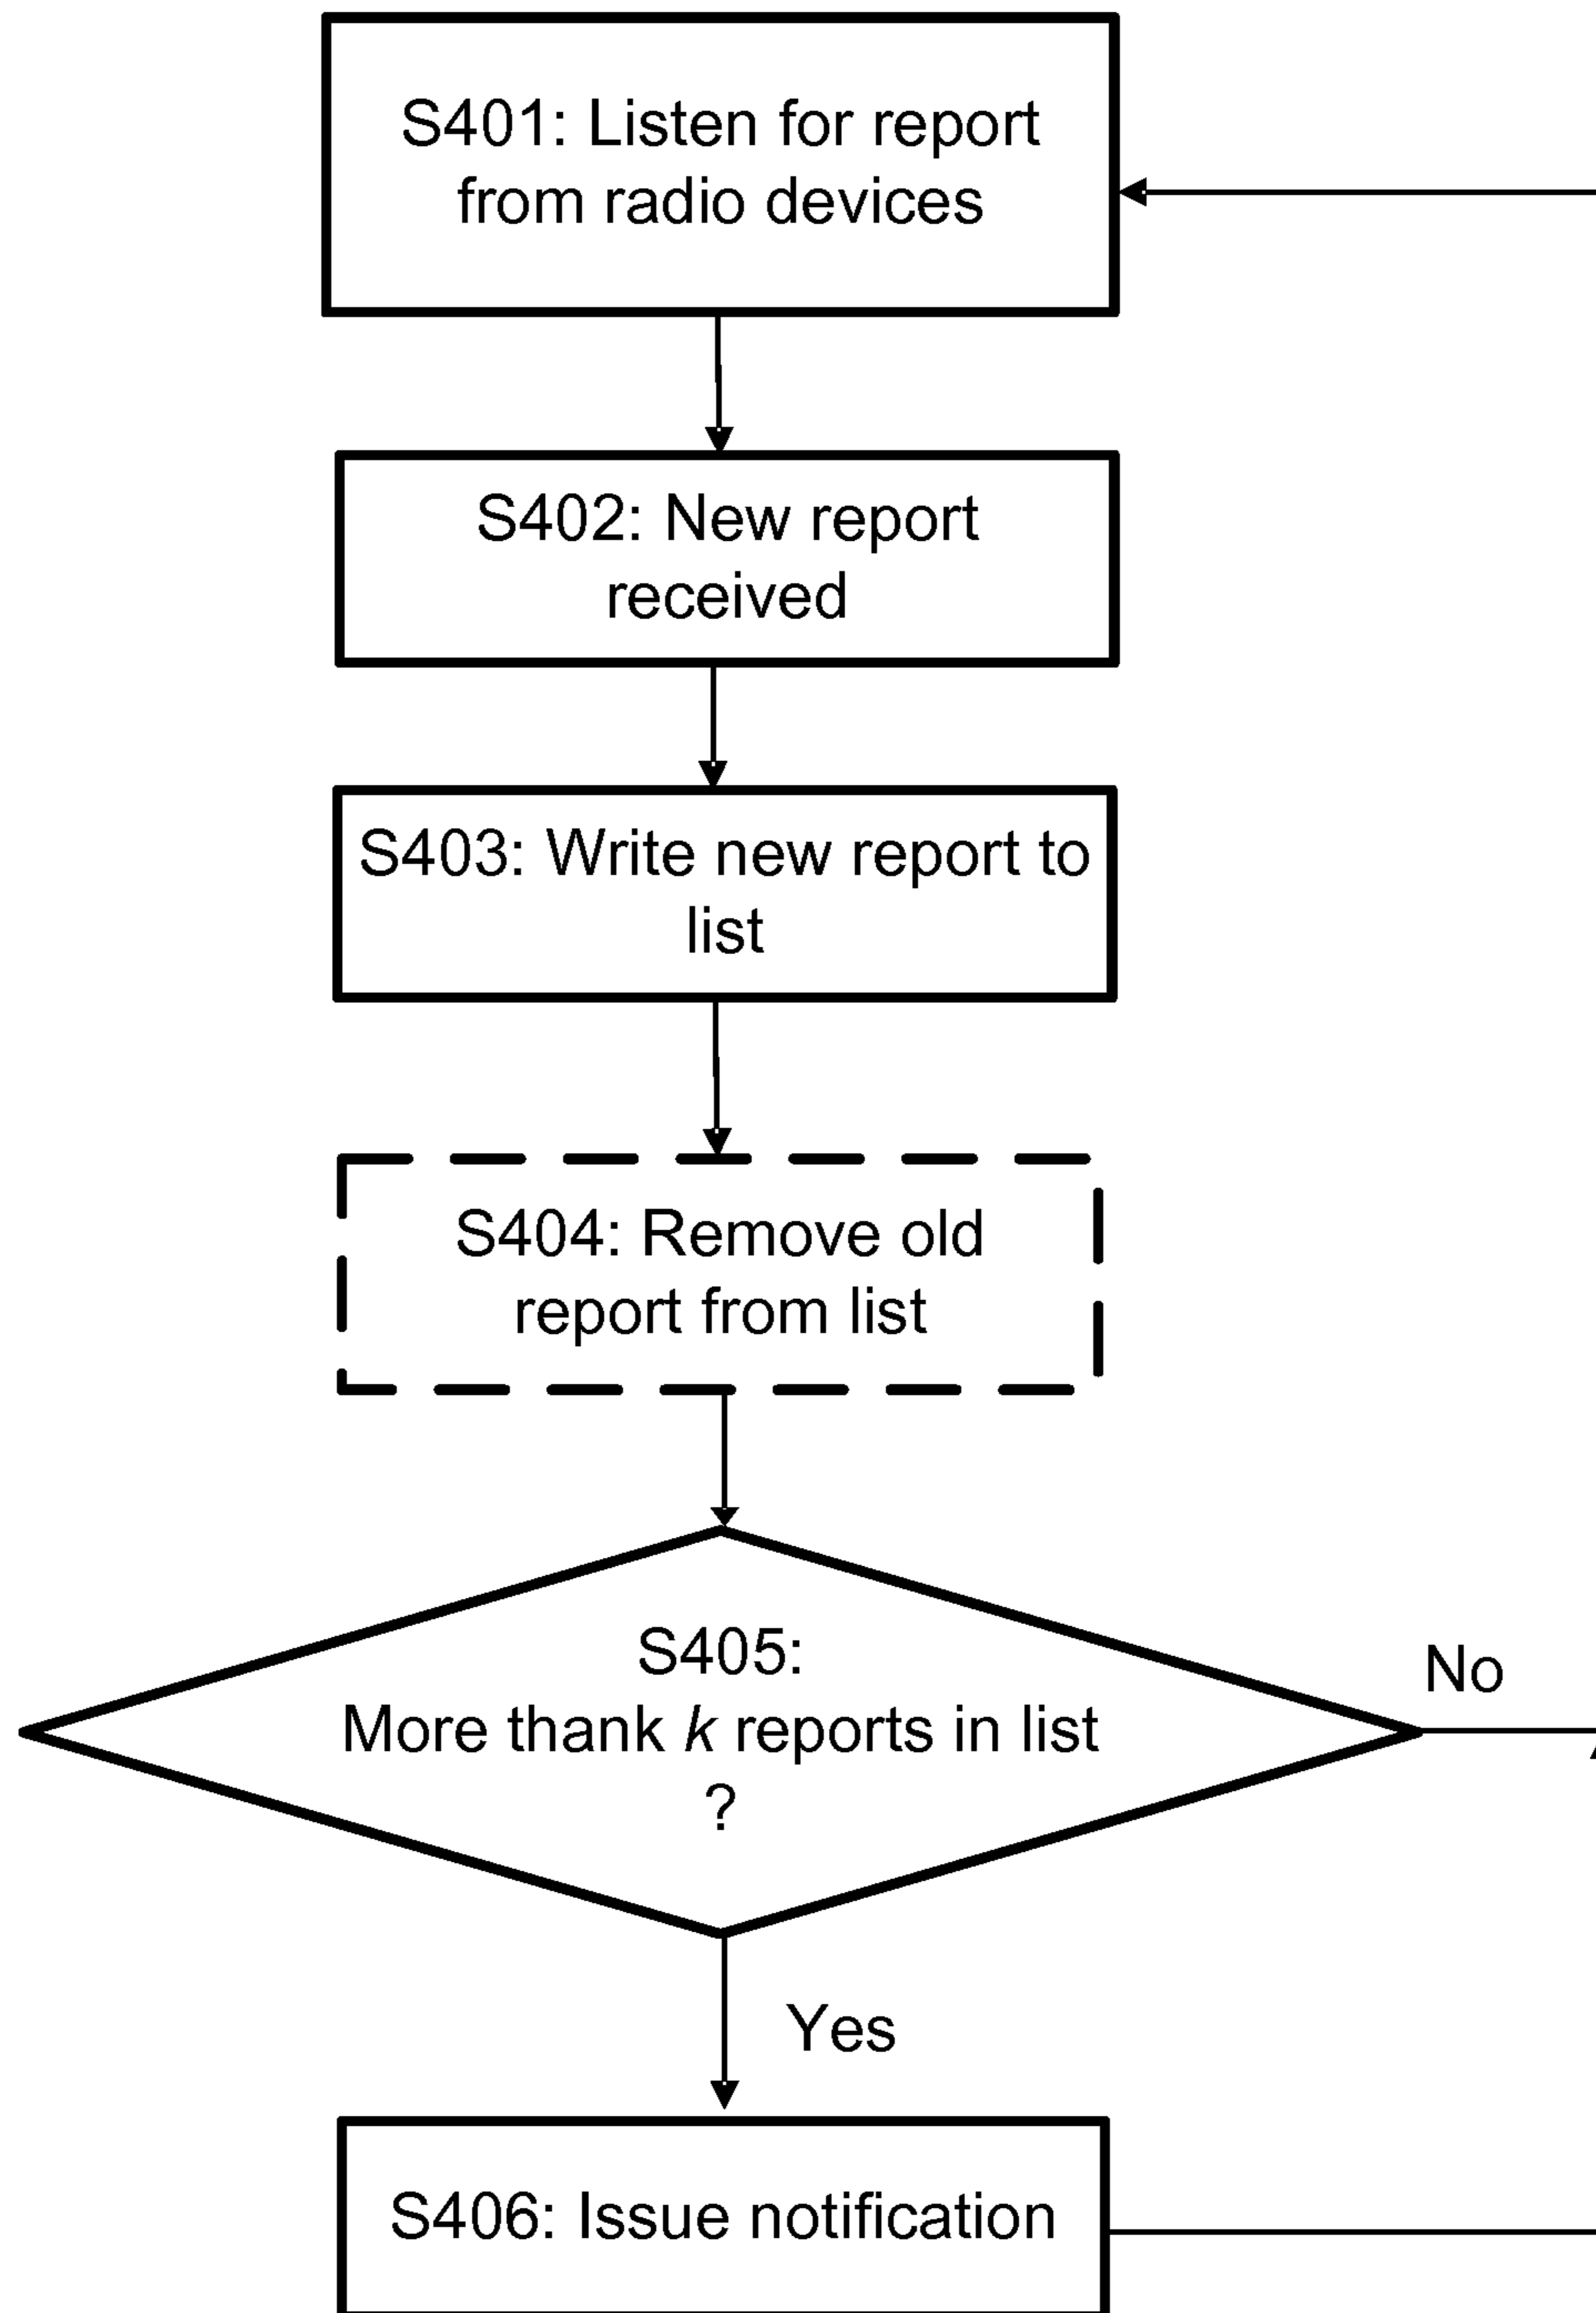 S401: Listen for report
from radio devices
S402: New report
received
S403: Write new report to
list
S404: Remove old
report from list
S405:
More thank k reports in list
?
No
Yes
S406: Issue notification